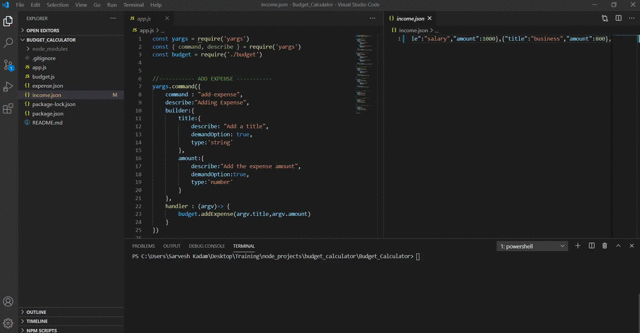 File Edit Selection View Go Run Terminal Help
income.json - Budget_Calculator - Visual Studio Code
EXPLORER
OPEN EDITORS
BUDGET_CALCULATOR
node_modules
.gitignore
app.js
budget.js
expense.json
income.json M
package-lock.json
package.json
README.md
OUTLINE
TIMELINE
NPM SCRIPTS
app.js
app.js > ...
1 const yargs = require('yargs')
2 const { command, describe } = require('yargs')
3 const budget = require('./budget')
4
5
6 //----------- ADD EXPENSE -----------
7 yargs.command({
8 command : "add-expense",
9 describe:"Adding Expense",
10 builder:{
11 title:{
12 describe: "Add a title",
13 demandOption: true,
14 type:'string'
15 },
16 amount:{
17 describe:"Add the expense amount",
18 demandOption:true,
19 type:'number'
20 }
21 },
22 handler : (argv)=> {
23 budget.addExpense(argv.title,argv.amount)
24 }
25 })
income.json
income.json > ...
1 le":"salary","amount":1000},{"title":"business","amount":800},
PROBLEMS OUTPUT DEBUG CONSOLE TERMINAL
1: powershell
PS C:\Users\Sarvesh Kadam\Desktop\Training\node_projects\budget_calculator\Budget_Calculator>